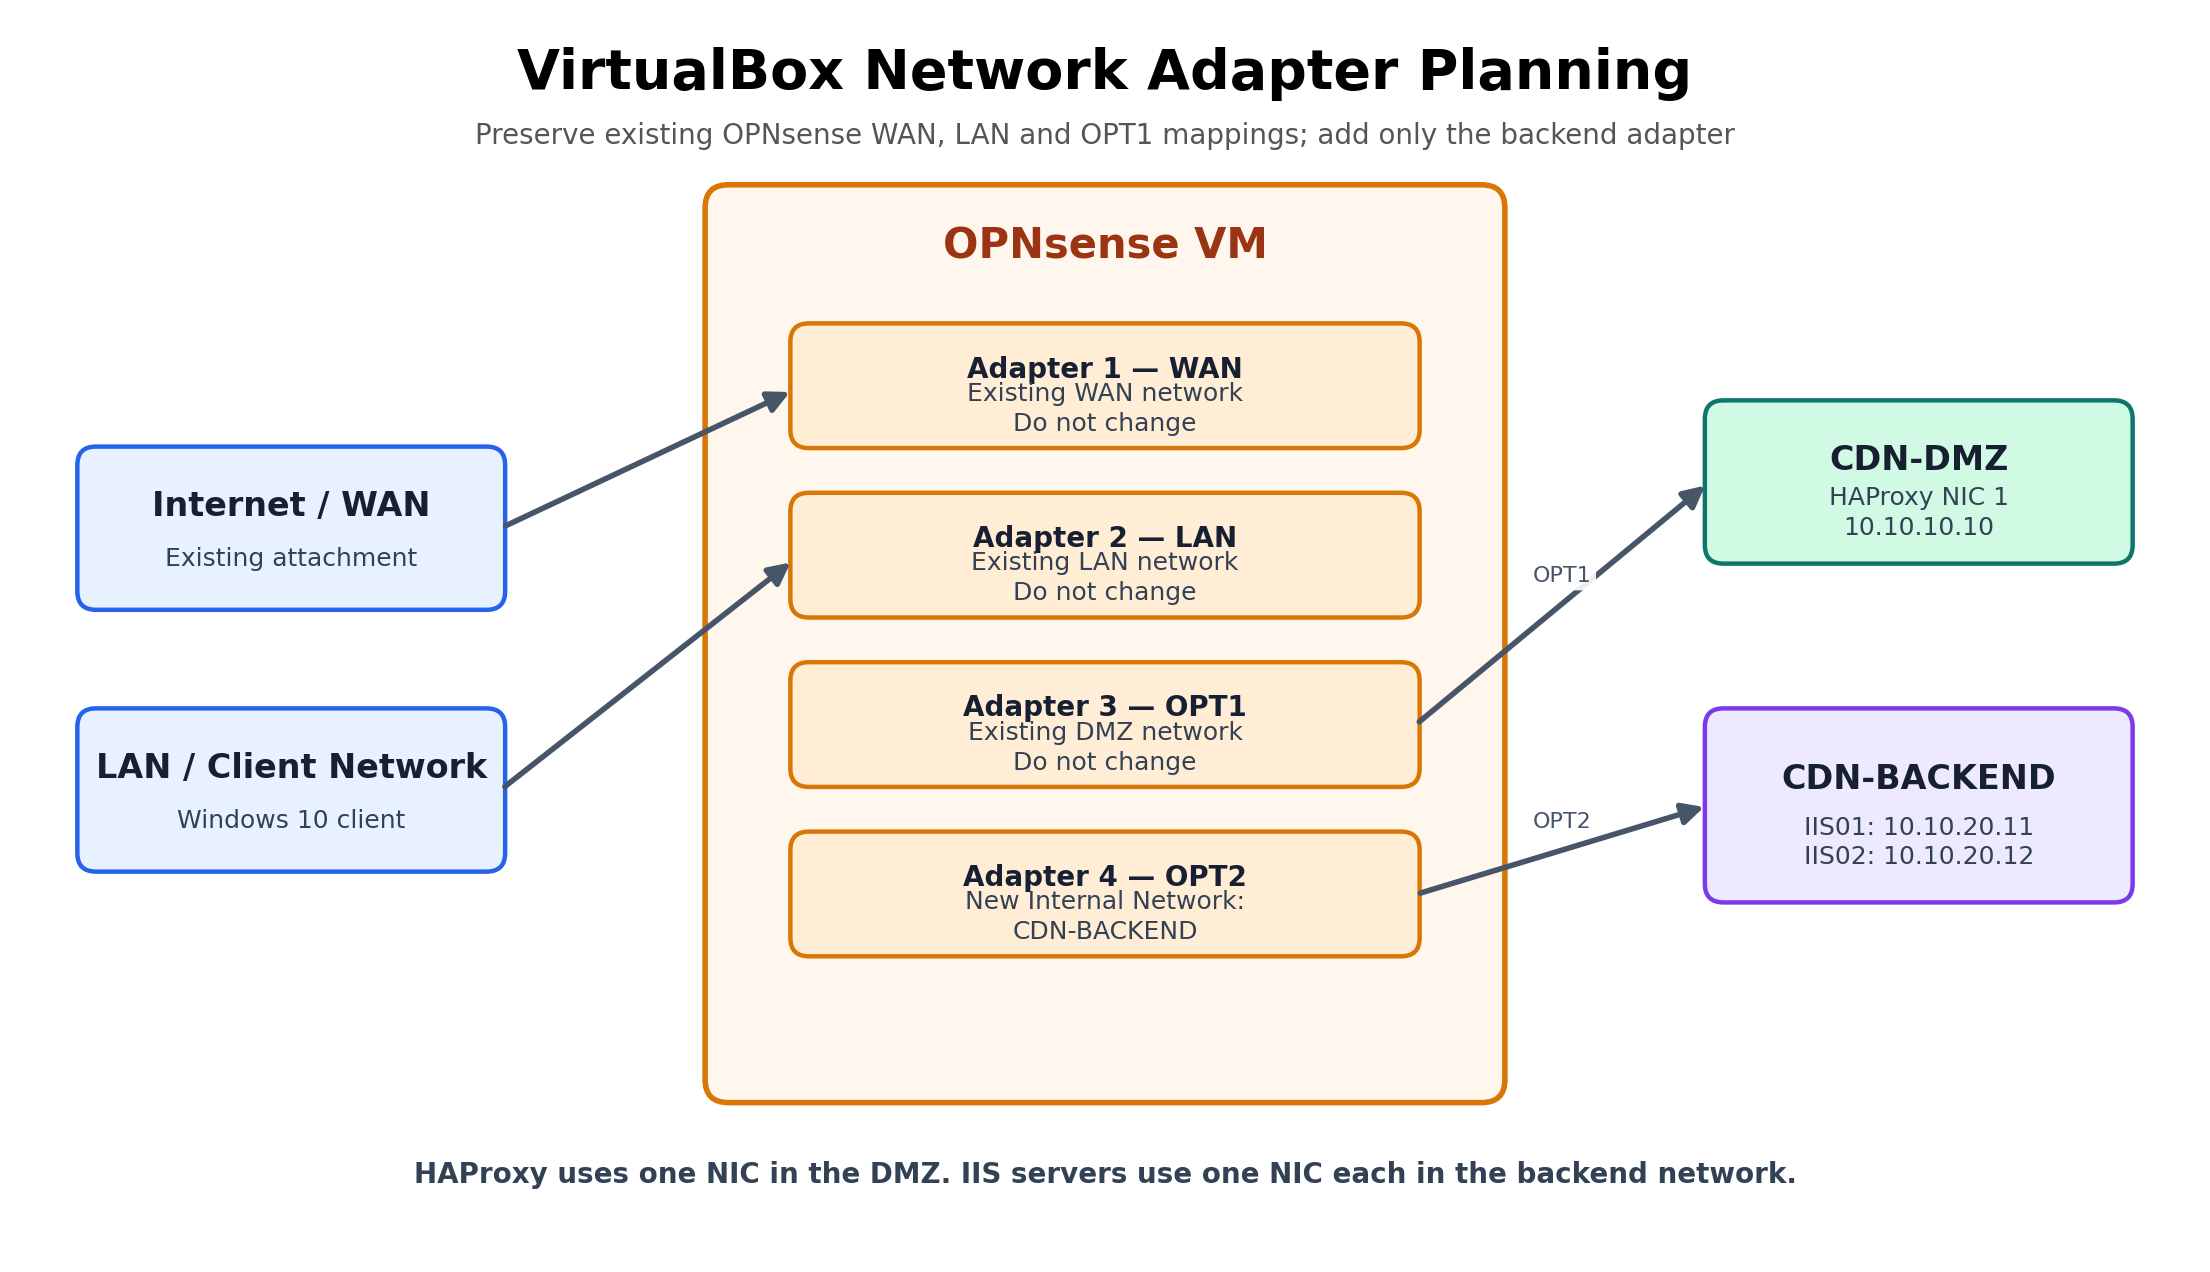 VirtualBox Network Adapter Planning
Preserve existing OPNsense WAN, LAN and OPT1 mappings; add only the backend adapter
OPNsense VM
Adapter 1 — WAN
Existing WAN network
Do not change
Adapter 2 — LAN
Existing LAN network
Do not change
Adapter 3 — OPT1
Existing DMZ network
Do not change
Adapter 4 — OPT2
New Internal Network:
CDN-BACKEND
Internet / WAN
Existing attachment
LAN / Client Network
Windows 10 client
OPT1
OPT2
CDN-DMZ
HAProxy NIC 1
10.10.10.10
CDN-BACKEND
IIS01: 10.10.20.11
IIS02: 10.10.20.12
HAProxy uses one NIC in the DMZ. IIS servers use one NIC each in the backend network.